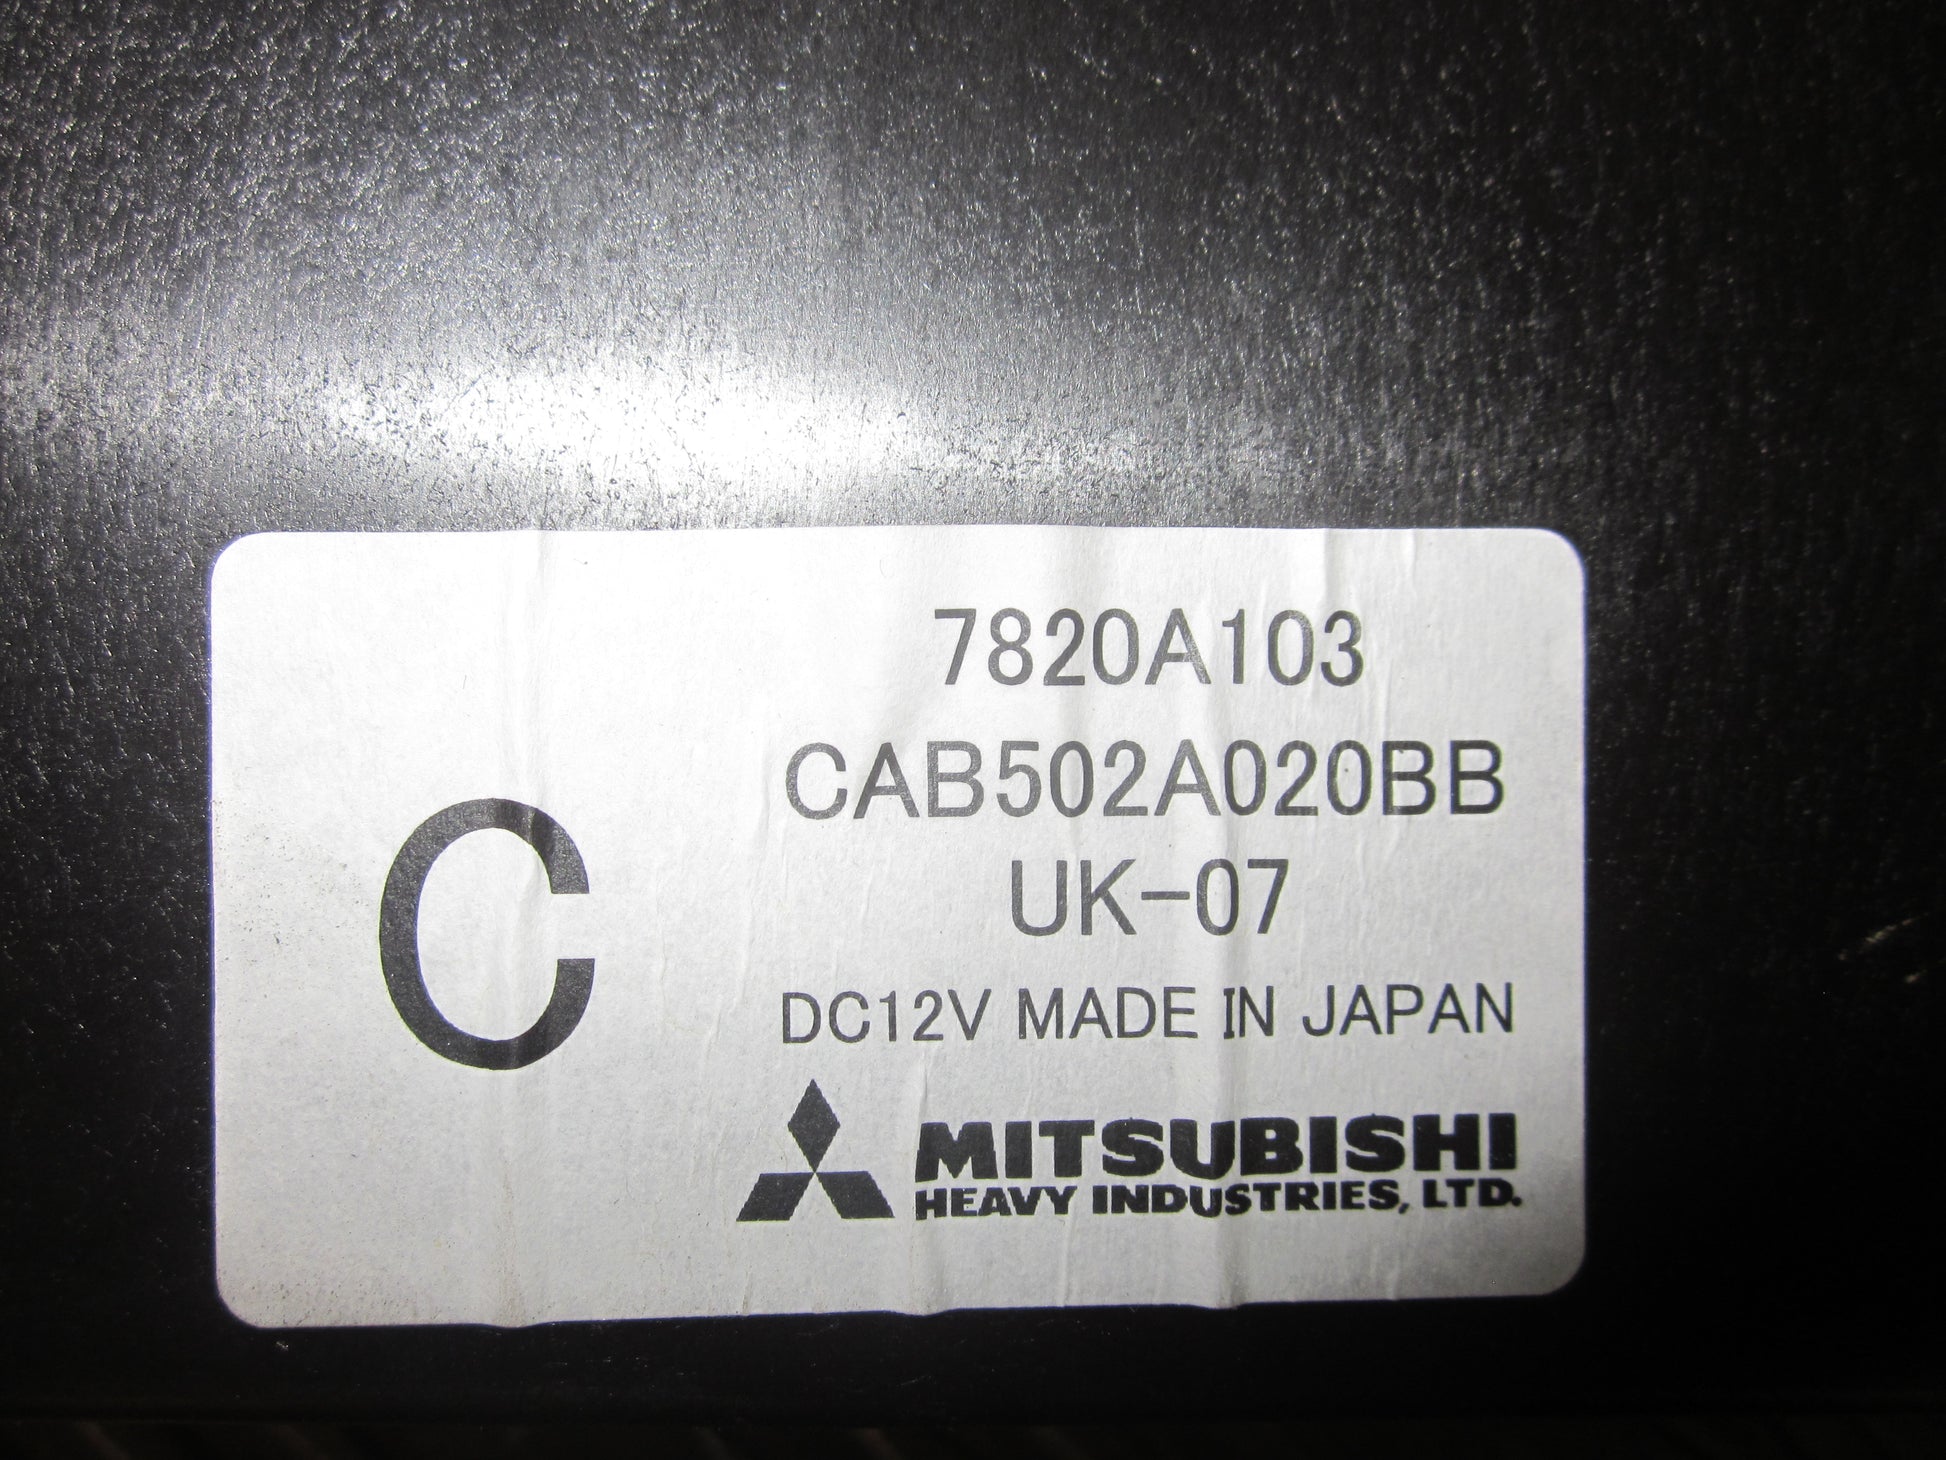 C
7820A103
CAB502A020BB
UK-07
DC12V MADE IN JAPAN
MITSUBISHI
HEAVY INDUSTRIES, LTD.